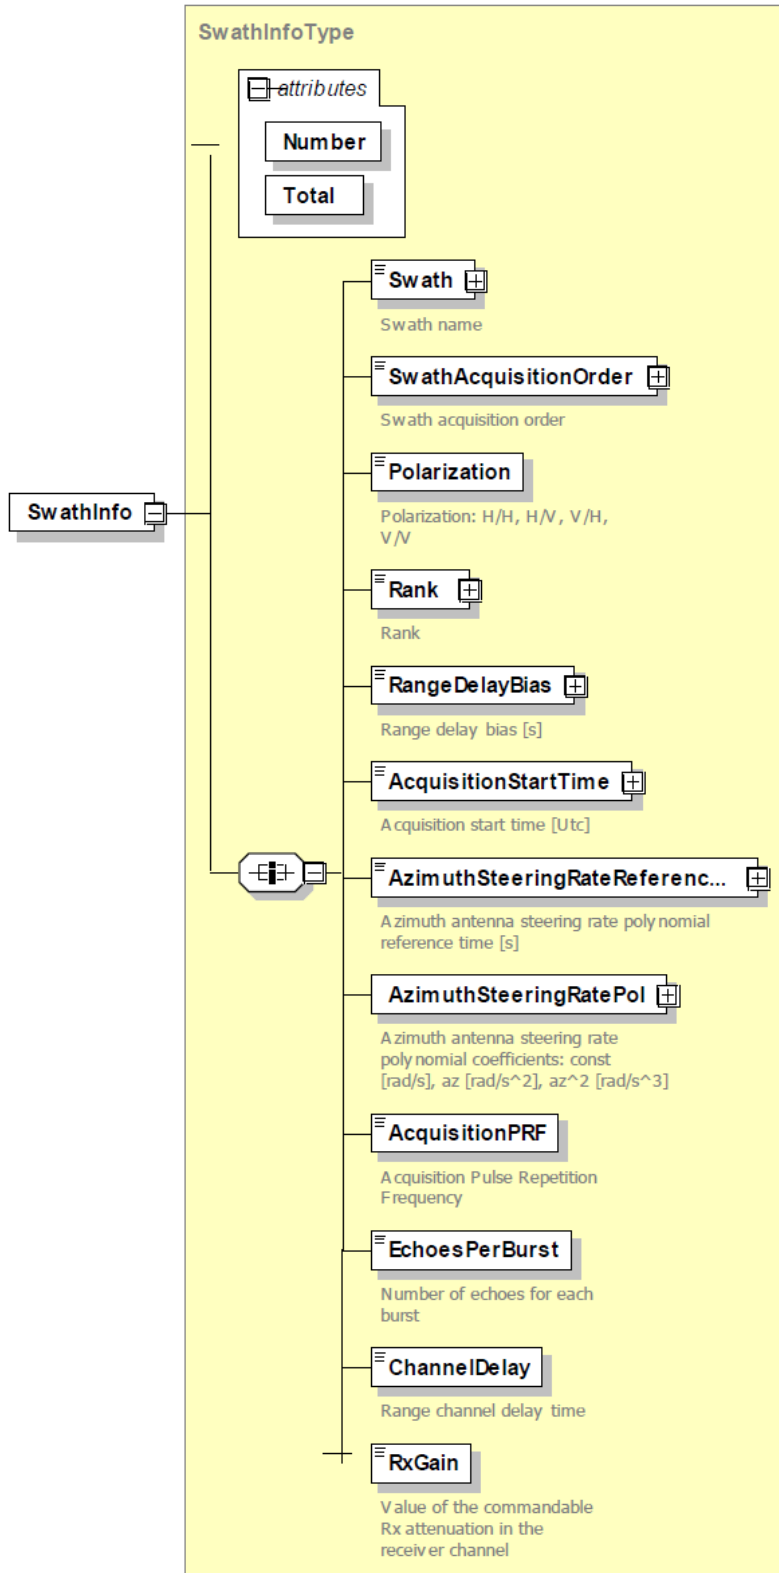 SwathInfoType
attributes
Number
Total
Swath
Swath name
SwathAcquisitionOrder
Swath acquisition order
Polarization
Polarization: H/H, H/V, V/H,
V/V
SwathInfo
Rank
Rank
RangeDelayBias
Range delay bias [s]
AcquisitionStartTime
Acquisition start time [Utc]
AzimuthSteeringRateReferenc...
Azimuth antenna steering rate polynomial
reference time [s]
AzimuthSteeringRatePol
Azimuth antenna steering rate
polynomial coefficients: const
[rad/s], az [rad/s^2], az^2 [rad/s^3]
AcquisitionPRF
Acquisition Pulse Repetition
Frequency
EchoesPerBurst
Number of echoes for each
burst
ChannelDelay
Range channel delay time
RxGain
Value of the commandable
Rx attenuation in the
receiver channel